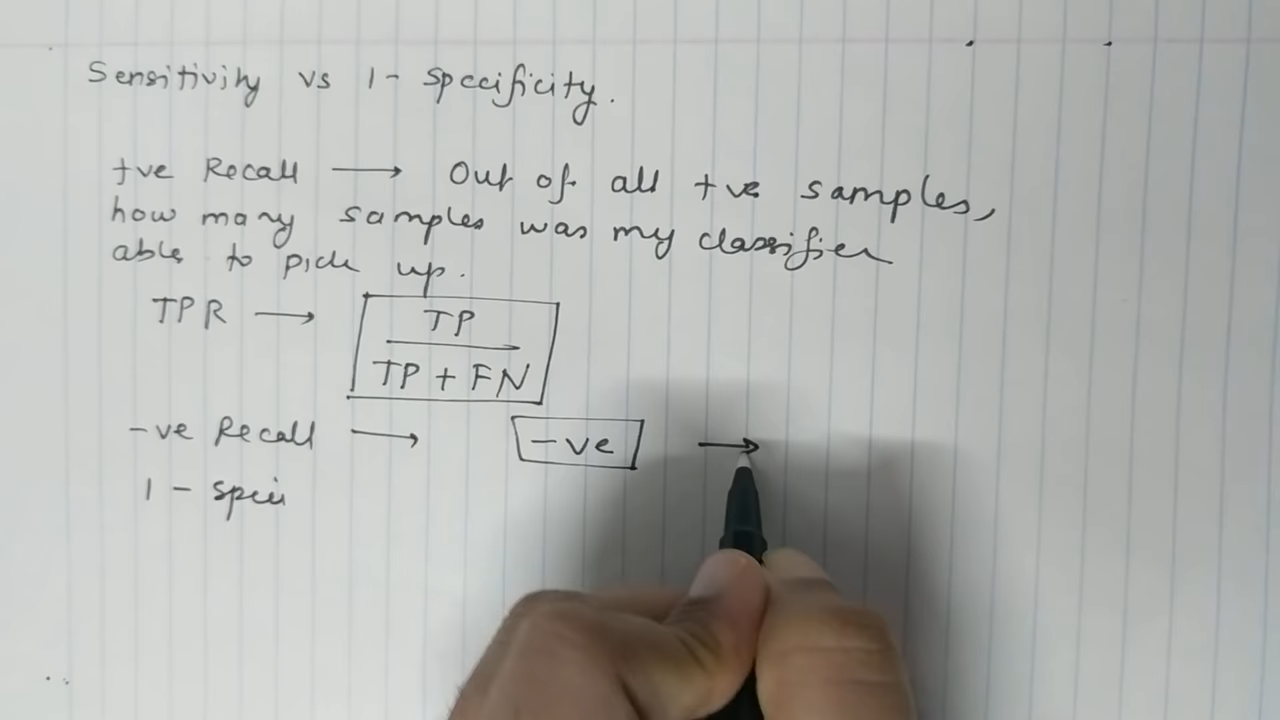 Sensitivity vs 1 - Specificity.
+ve Recall → Out of all +ve samples,
how many samples was my classifier
able to pick up.
TPR → TP
TP + FN
-ve Recall → -ve →
1 - speci